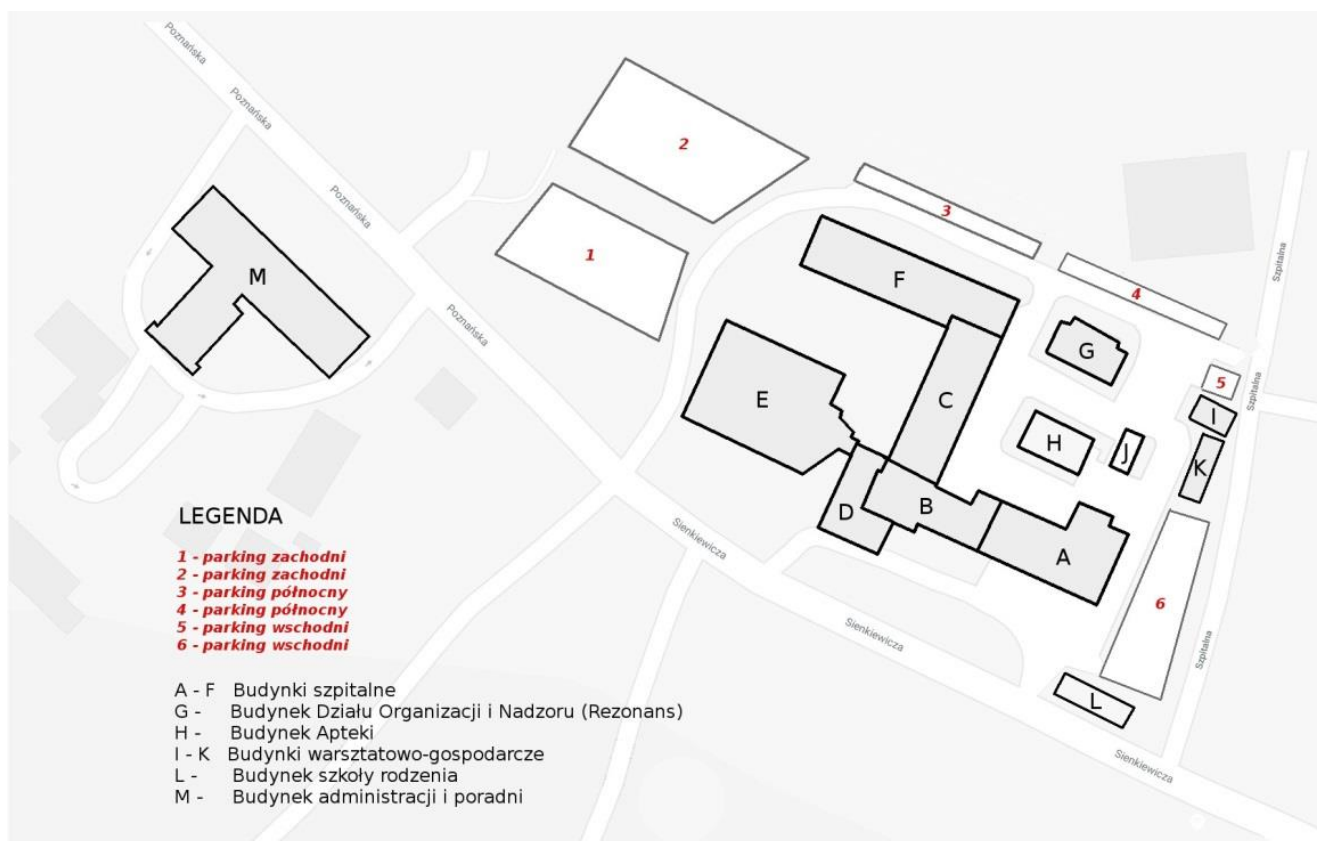 Poznańska
Poznańska
Poznańska
Poznańska
2
1
3
4
5
6
M
F
G
C
E
H
J
I
K
D
B
A
L
Szpitalna
Szpitalna
Szpitalna
Sienkiewicza
Sienkiewicza
Sienkiewicza
LEGENDA
1 - parking zachodni
2 - parking zachodni
3 - parking północny
4 - parking północny
5 - parking wschodni
6 - parking wschodni
A - F Budynki szpitalne
G - Budynek Działu Organizacji i Nadzoru (Rezonans)
H - Budynek Apteki
I - K Budynki warsztatowo-gospodarcze
L - Budynek szkoły rodzenia
M - Budynek administracji i poradni